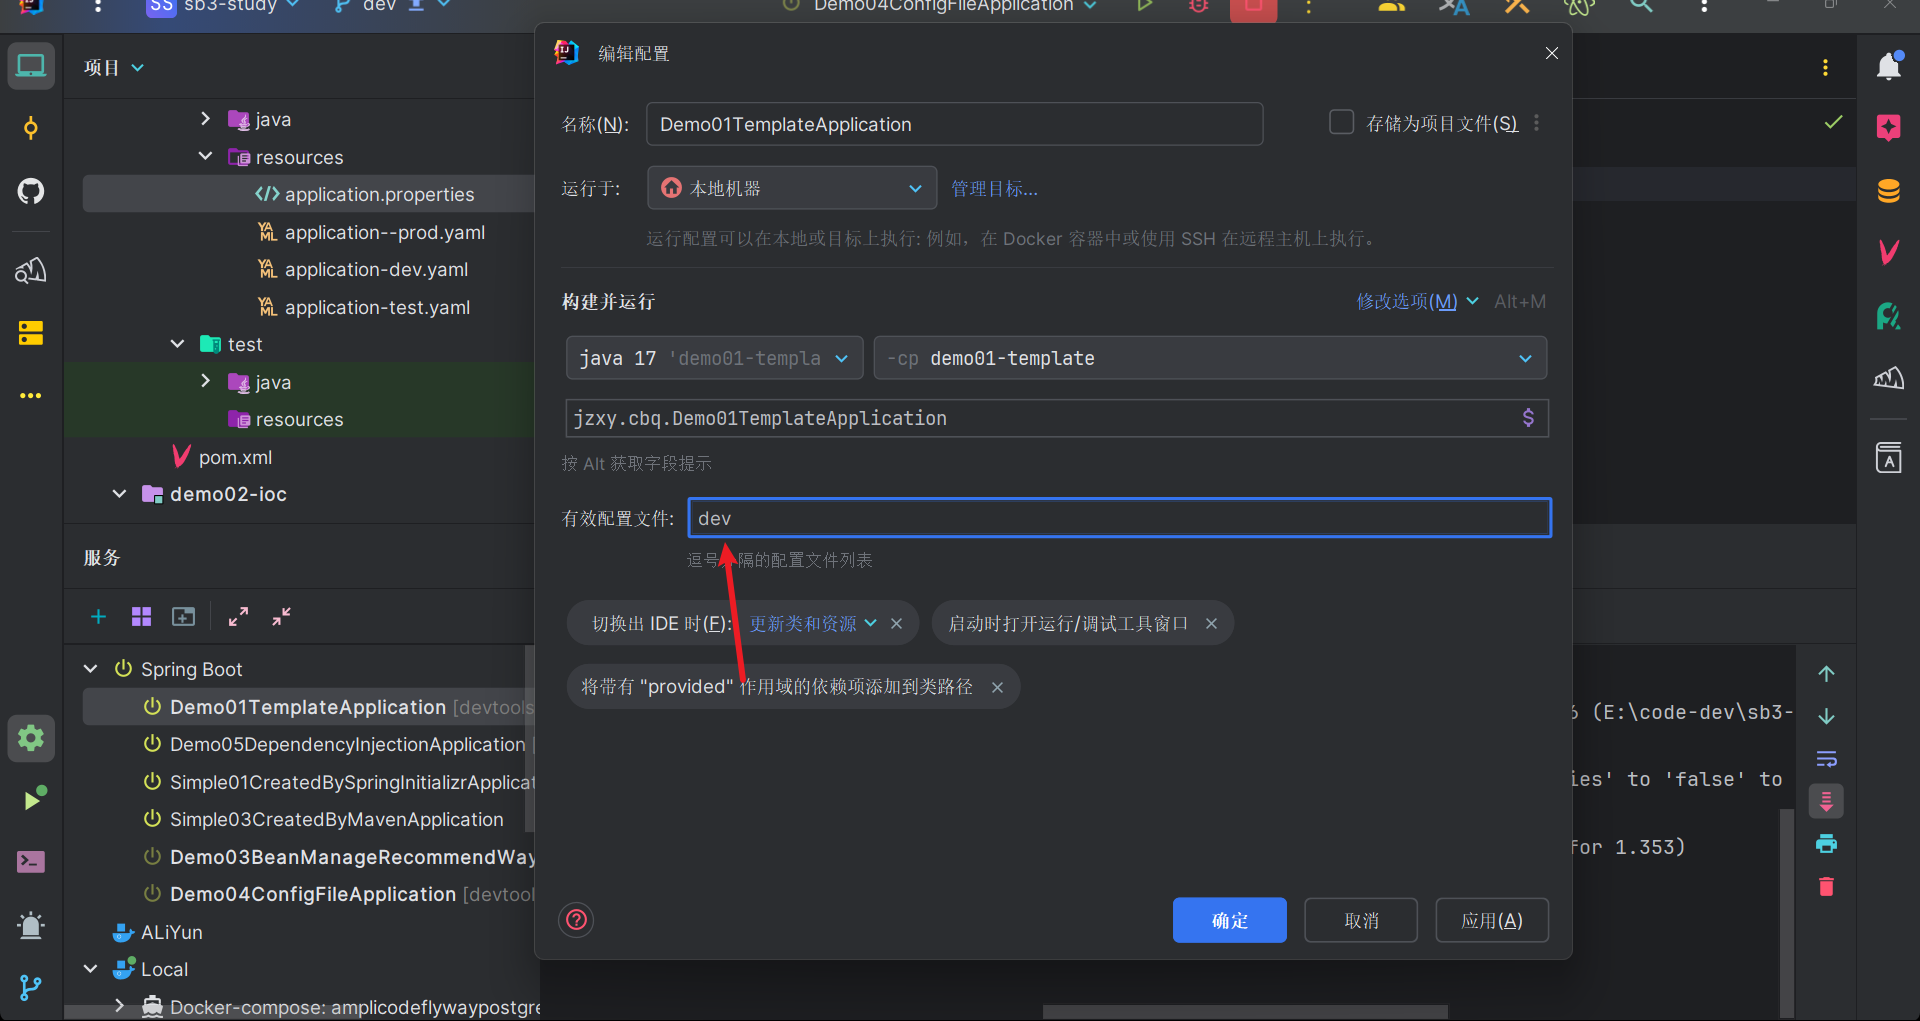 SS sb3-study
dev
Demo04ConfigFileApplication
项目
java
resources
application.properties
application--prod.yaml
application-dev.yaml
application-test.yaml
test
java
resources
pom.xml
demo02-ioc
服务
Spring Boot
Demo01TemplateApplication [devtools
Demo05DependencyInjectionApplication [
Simple01CreatedBySpringInitializrApplicat
Simple03CreatedByMavenApplication
Demo03BeanManageRecommendWay
Demo04ConfigFileApplication [devtool
ALiYun
Local
Docker-compose: amplicodeflywaypostgre
编辑配置
名称(N):
Demo01TemplateApplication
存储为项目文件(S)
运行于:
本地机器
管理目标...
运行配置可以在本地或目标上执行: 例如，在 Docker 容器中或使用 SSH 在远程主机上执行。
构建并运行
修改选项(M)
Alt+M
java 17 'demo01-templa
-cp demo01-template
jzxy.cbq.Demo01TemplateApplication
按 Alt 获取字段提示
有效配置文件:
dev
逗号 隔的配置文件列表
切换出 IDE 时(F): 更新类和资源
启动时打开运行/调试工具窗口
将带有 "provided" 作用域的依赖项添加到类路径
确定
取消
应用(A)
6 (E:\code-dev\sb3-
ies' to 'false' to
for 1.353)